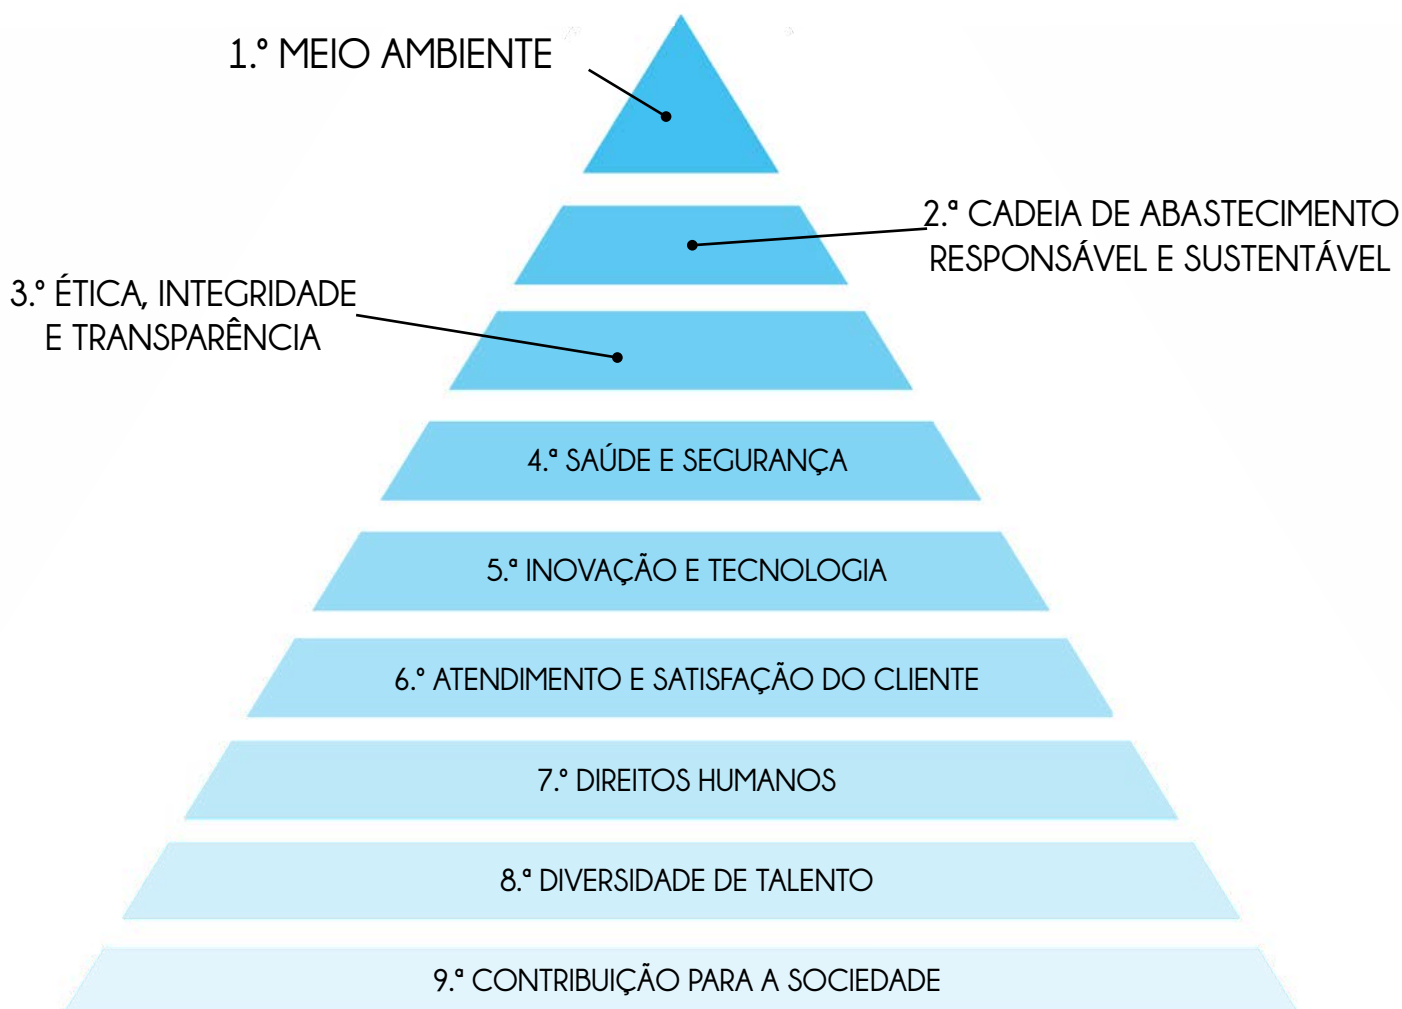 1.º MEIO AMBIENTE
2.ª CADEIA DE ABASTECIMENTO
RESPONSÁVEL E SUSTENTÁVEL
3.º ÉTICA, INTEGRIDADE
E TRANSPARÊNCIA
4.ª SAÚDE E SEGURANÇA
5.ª INOVAÇÃO E TECNOLOGIA
6.º ATENDIMENTO E SATISFAÇÃO DO CLIENTE
7.º DIREITOS HUMANOS
8.ª DIVERSIDADE DE TALENTO
9.ª CONTRIBUIÇÃO PARA A SOCIEDADE